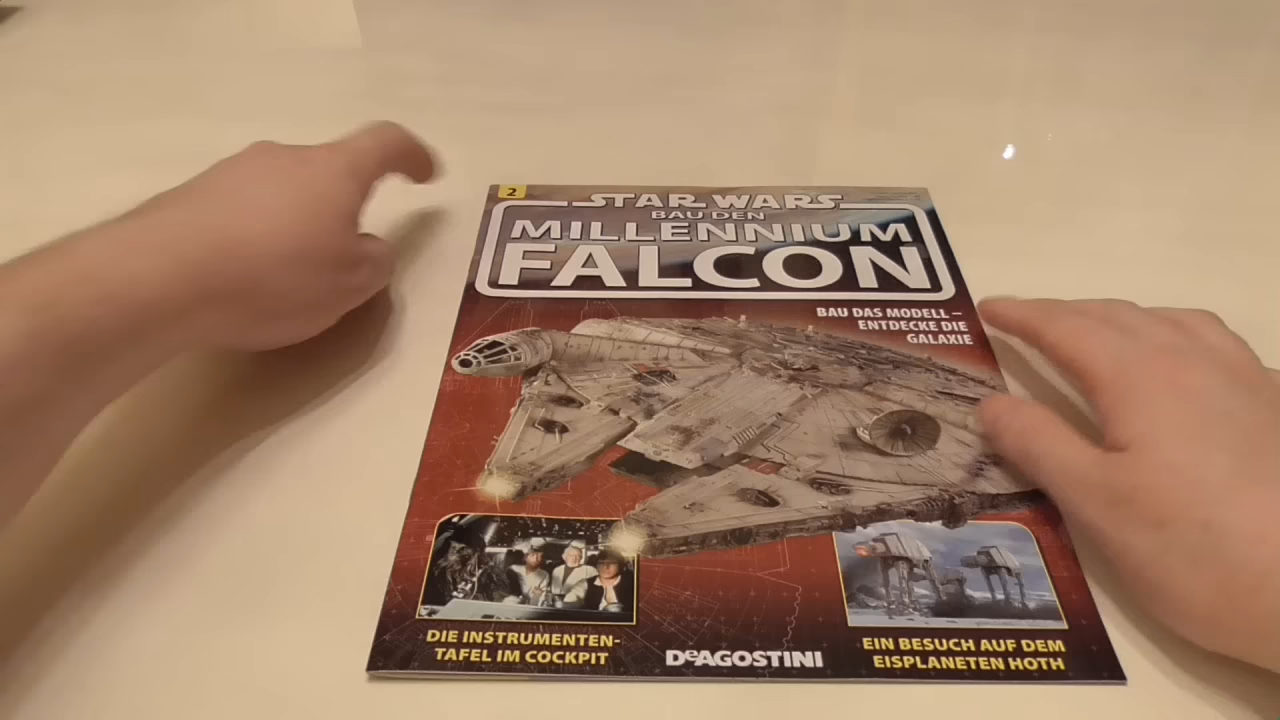 2
STAR WARS
BAU DEN
MILLENNIUM
FALCON
BAU DAS MODELL –
ENTDECKE DIE
GALAXIE
DIE INSTRUMENTEN-
TAFEL IM COCKPIT
DeAGOSTINI
EIN BESUCH AUF DEM
EISPLANETEN HOTH